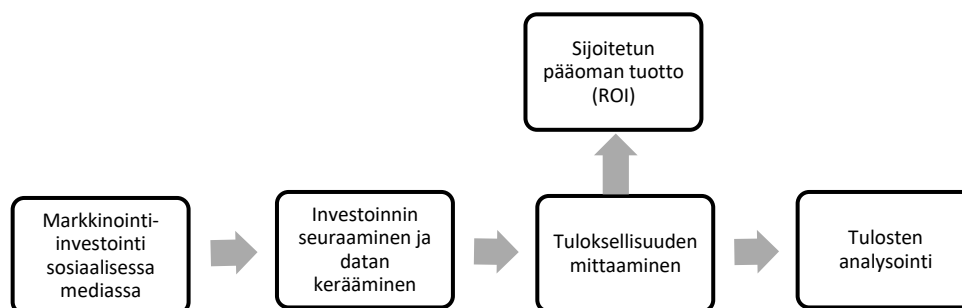 Sijoitetun
pääoman tuotto
(ROI)
Markkinointi-
investointi
sosiaalisessa
mediassa
Investoinnin
seuraaminen ja
datan
kerääminen
Tuloksellisuuden
mittaaminen
Tulosten
analysointi